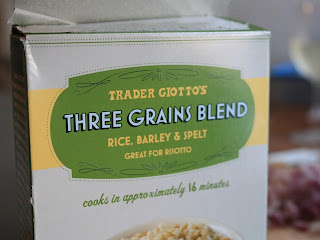 TRADER GIOTTO'S
THREE GRAINS BLEND
RICE, BARLEY & SPELT
GREAT FOR RISOTTO
cooks in approximately 16 minutes